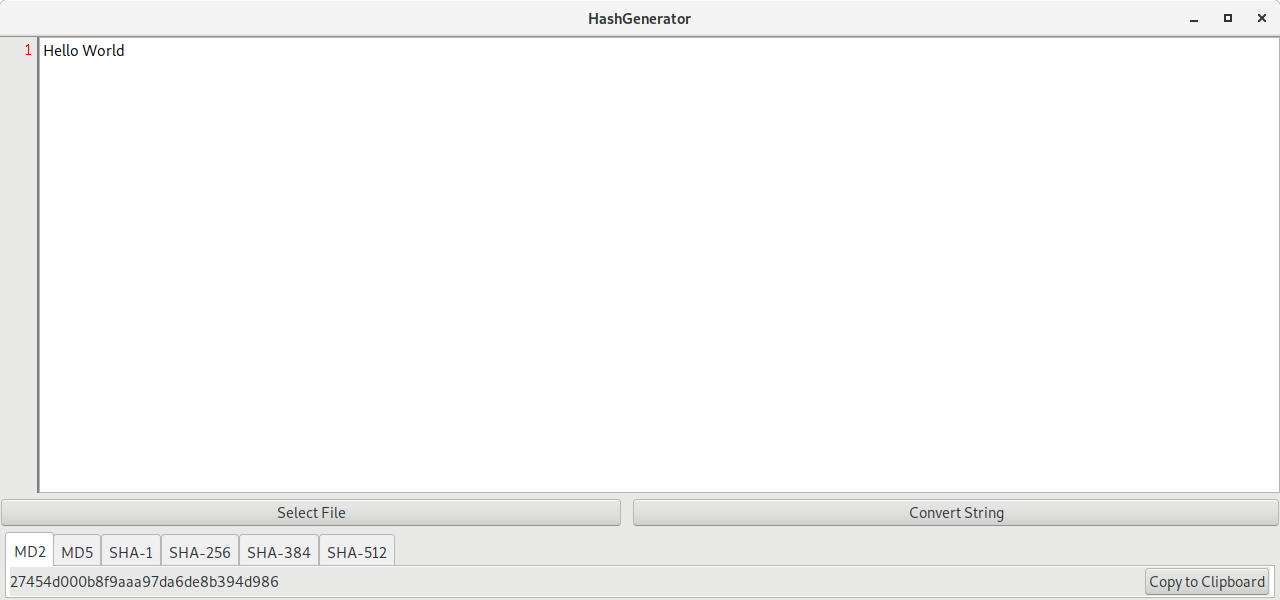 HashGenerator
1 Hello World
Select File Convert String
MD2 MD5 SHA-1 SHA-256 SHA-384 SHA-512
27454d000b8f9aaa97da6de8b394d986 Copy to Clipboard